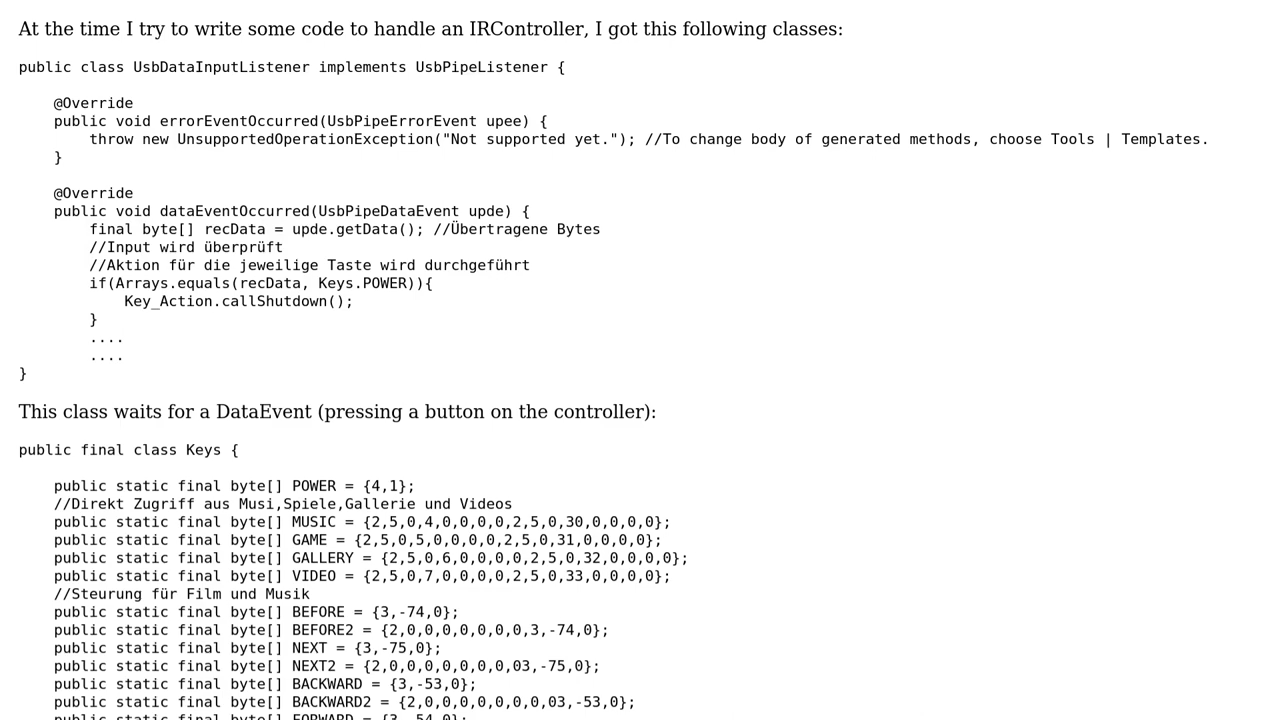 At the time I try to write some code to handle an IRController, I got this following classes:
public class UsbDataInputListener implements UsbPipeListener {
@Override
public void errorEventOccurred(UsbPipeErrorEvent upee) {
throw new UnsupportedOperationException("Not supported yet."); //To change body of generated methods, choose Tools | Templates.
}
@Override
public void dataEventOccurred(UsbPipeDataEvent upde) {
final byte[] recData = upde.getData(); //Übertragene Bytes
//Input wird überprüft
//Aktion für die jeweilige Taste wird durchgeführt
if(Arrays.equals(recData, Keys.POWER)){
Key_Action.callShutdown();
}
....
....
}
This class waits for a DataEvent (pressing a button on the controller):
public final class Keys {
public static final byte[] POWER = {4,1};
//Direkt Zugriff aus Musi,Spiele,Gallerie und Videos
public static final byte[] MUSIC = {2,5,0,4,0,0,0,0,2,5,0,30,0,0,0,0};
public static final byte[] GAME = {2,5,0,5,0,0,0,0,2,5,0,31,0,0,0,0};
public static final byte[] GALLERY = {2,5,0,6,0,0,0,0,2,5,0,32,0,0,0,0};
public static final byte[] VIDEO = {2,5,0,7,0,0,0,0,2,5,0,33,0,0,0,0};
//Steurung für Film und Musik
public static final byte[] BEFORE = {3,-74,0};
public static final byte[] BEFORE2 = {2,0,0,0,0,0,0,0,3,-74,0};
public static final byte[] NEXT = {3,-75,0};
public static final byte[] NEXT2 = {2,0,0,0,0,0,0,0,03,-75,0};
public static final byte[] BACKWARD = {3,-53,0};
public static final byte[] BACKWARD2 = {2,0,0,0,0,0,0,0,03,-53,0};
public static final byte[] FORWARD = {3,-54,0};